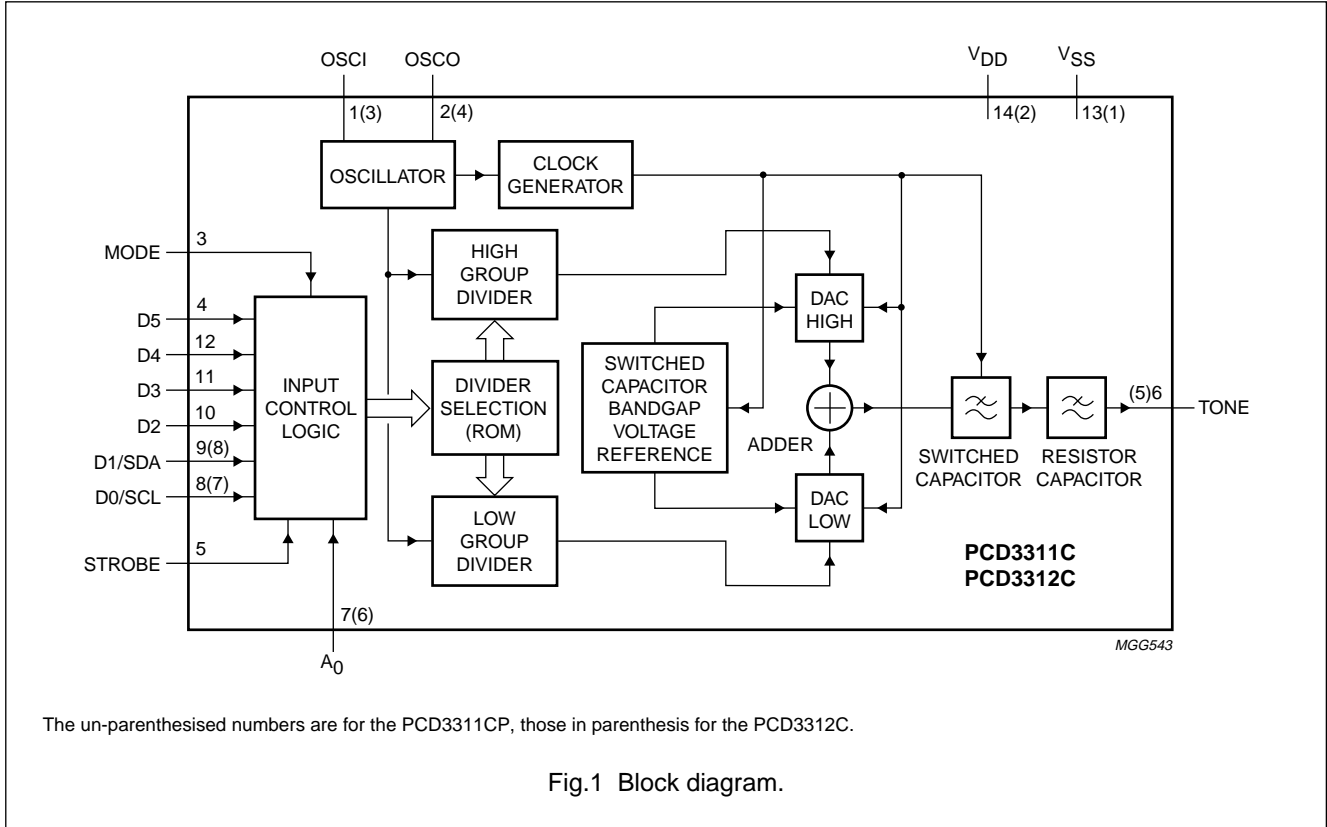 OSCI
OSCO
VDD
VSS
1(3)
2(4)
14(2)
13(1)
OSCILLATOR
CLOCK
GENERATOR
MODE
3
HIGH
GROUP
DIVIDER
D5
4
D4
12
D3
11
D2
10
D1/SDA
9(8)
D0/SCL
8(7)
STROBE
5
INPUT
CONTROL
LOGIC
DIVIDER
SELECTION
(ROM)
LOW
GROUP
DIVIDER
SWITCHED
CAPACITOR
BANDGAP
VOLTAGE
REFERENCE
DAC
HIGH
ADDER
DAC
LOW
SWITCHED
CAPACITOR
RESISTOR
CAPACITOR
(5)6
TONE
PCD3311C
PCD3312C
7(6)
A0
MGG543
The un-parenthesised numbers are for the PCD3311CP, those in parenthesis for the PCD3312C.
Fig.1 Block diagram.